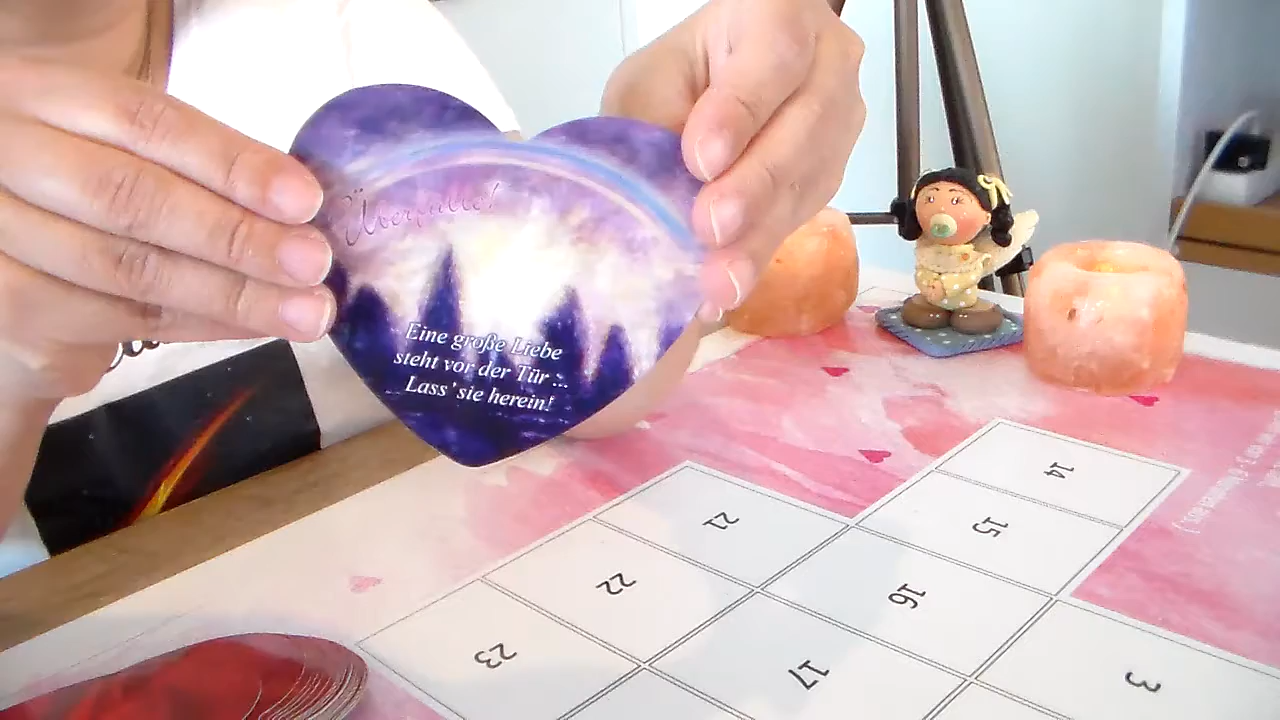 Überfülle!
Eine große Liebe
steht vor der Tür ...
Lass' sie herein!
14
15
21
16
22
3
17
23